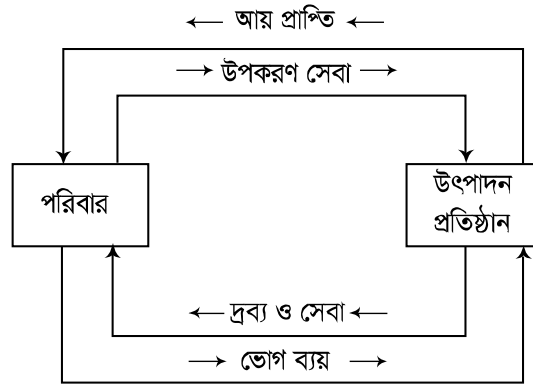 আয় প্রাপ্তি
উপকরণ সেবা
পরিবার
উৎপাদন
প্রতিষ্ঠান
দ্রব্য ও সেবা
ভোগ ব্যয়